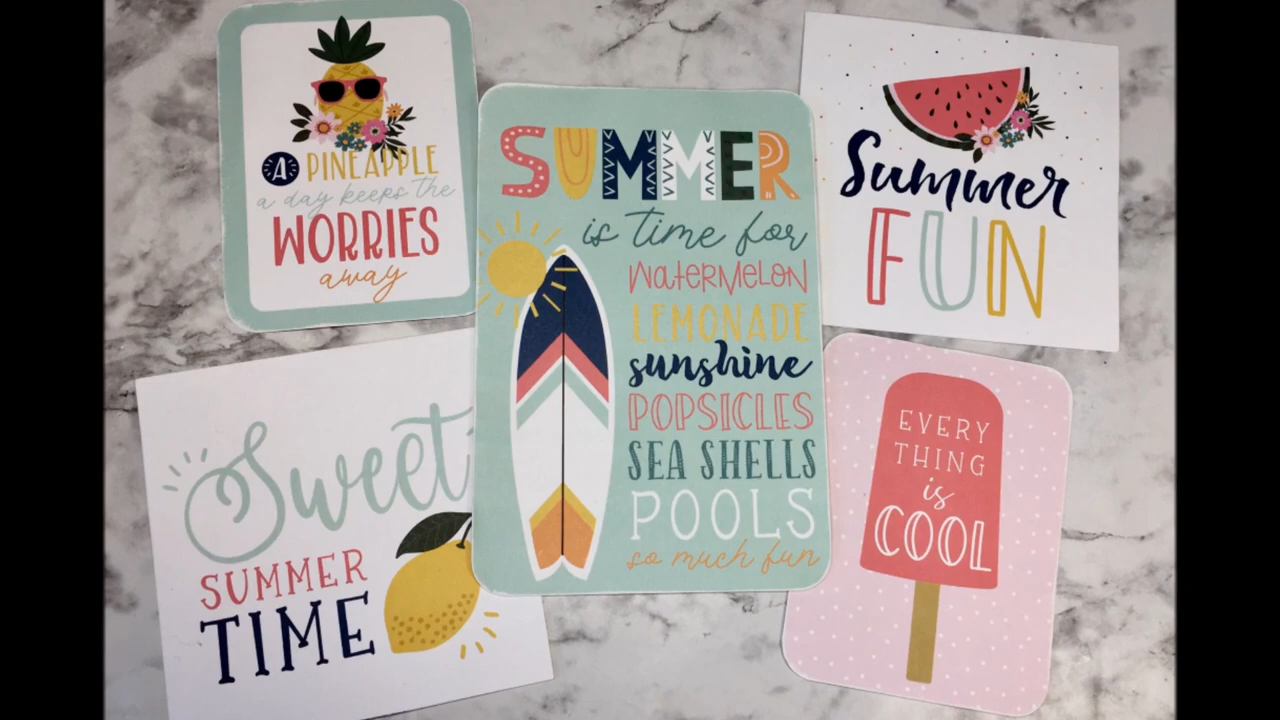 A PINEAPPLE
a day keeps the
WORRIES
away
SUMMER
is time for
WATERMELON
LEMONADE
sunshine
POPSICLES
SEA SHELLS
POOLS
so much fun
Summer
FUN
Sweet
SUMMER
TIME
EVERY
THING
is
COOL